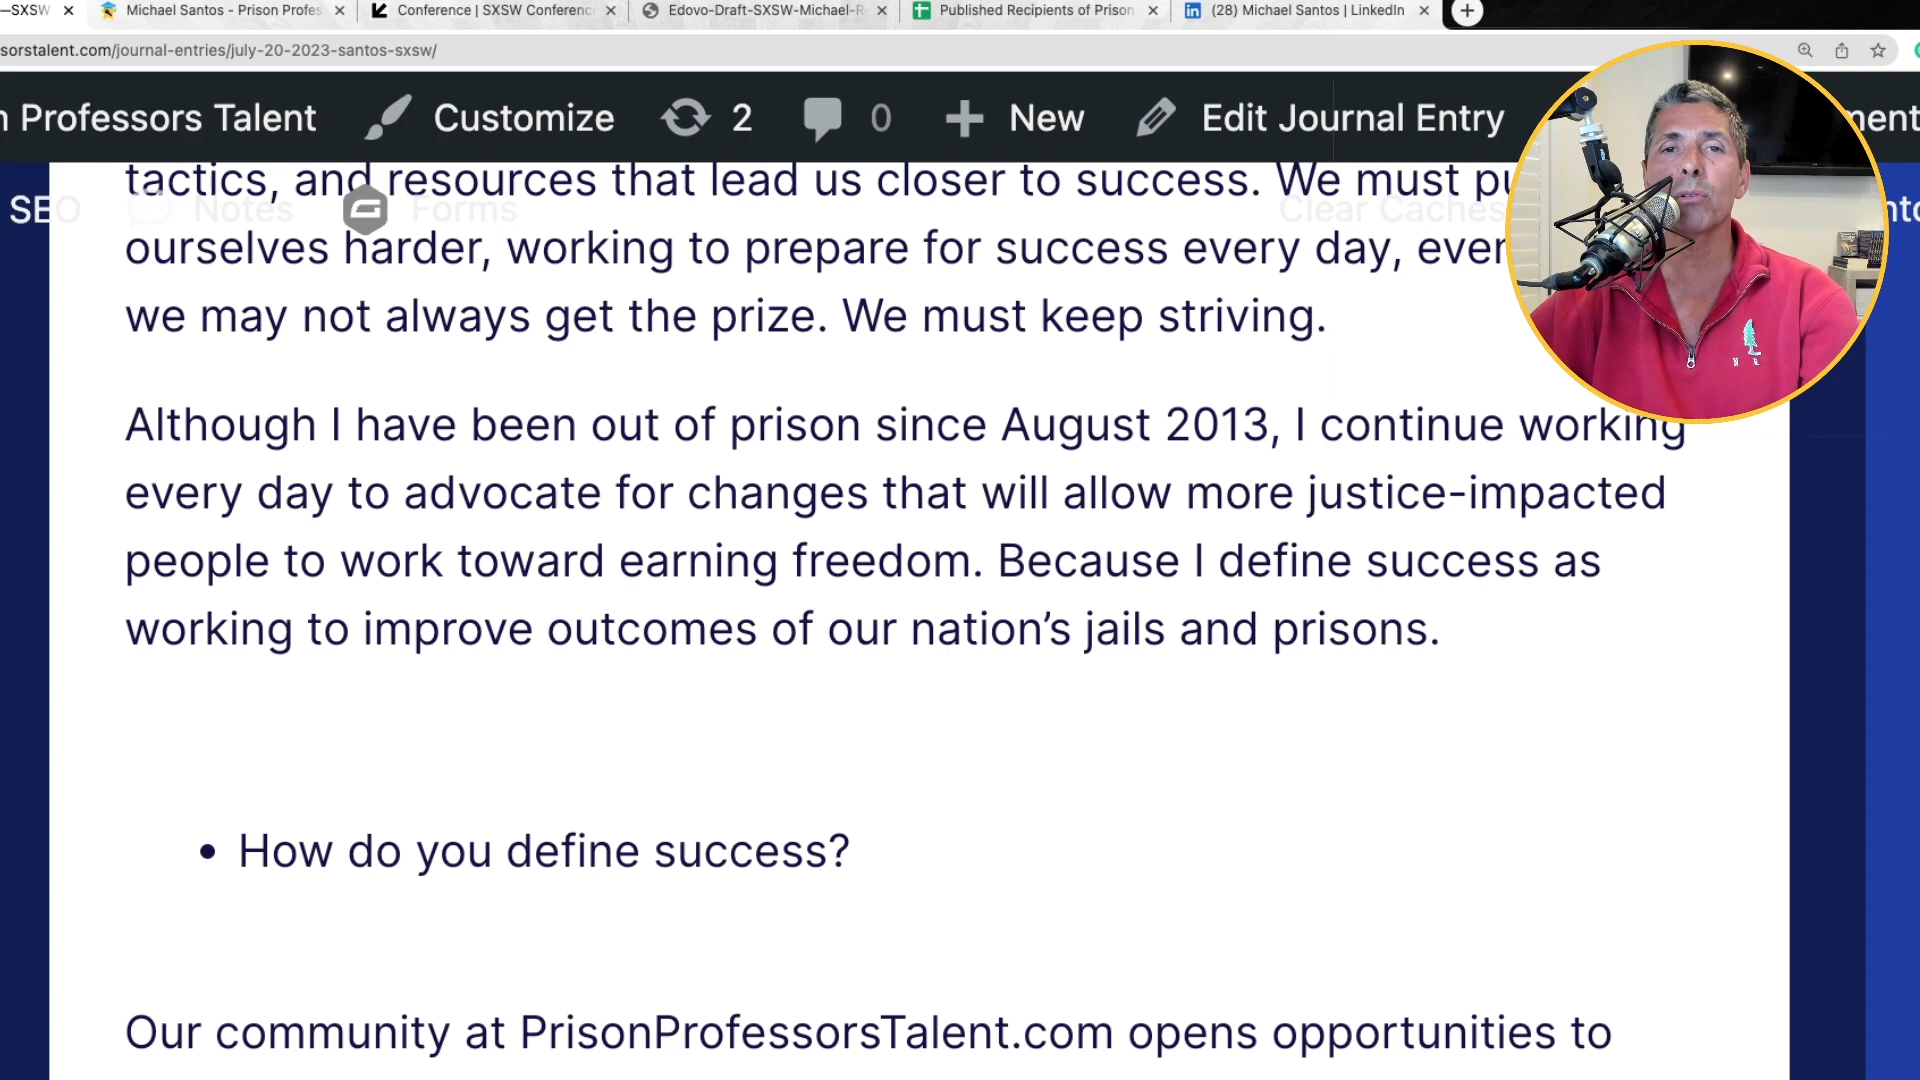 —SXSW
Michael Santos - Prison Profes
Conference | SXSW Conference
Edovo-Draft-SXSW-Michael-R
Published Recipients of Prison
(28) Michael Santos | LinkedIn
sorstalent.com/journal-entries/july-20-2023-santos-sxsw/
n Professors Talent
Customize
2
0
New
Edit Journal Entry
ment
SEO
Notes
Forms
Clear Caches
tactics, and resources that lead us closer to success. We must pu
ourselves harder, working to prepare for success every day, ever
we may not always get the prize. We must keep striving.
Although I have been out of prison since August 2013, I continue working
every day to advocate for changes that will allow more justice-impacted
people to work toward earning freedom. Because I define success as
working to improve outcomes of our nation’s jails and prisons.
• How do you define success?
Our community at PrisonProfessorsTalent.com opens opportunities to